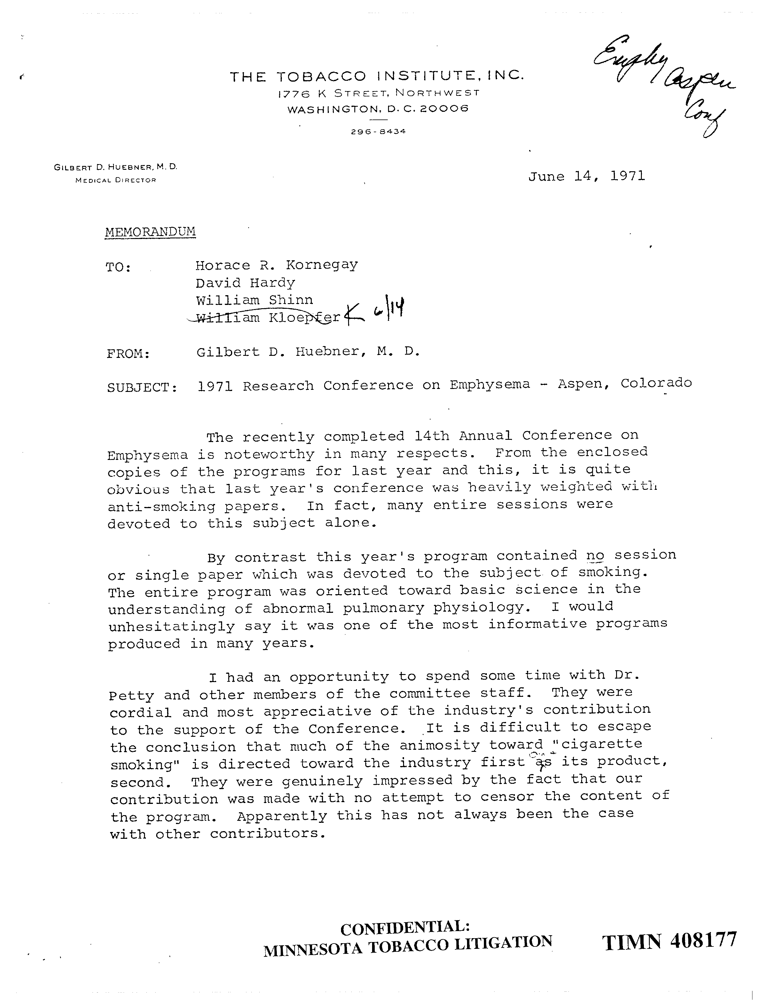 THE TOBACCO INSTITUTE, INC.
1776 K STREET, NORTHWEST
WASHINGTON, D. C. 20006
296-8434
Emphy
Aspen
Conf
GILBERT D. HUEBNER, M. D.
MEDICAL DIRECTOR
June 14, 1971
MEMORANDUM
TO: Horace R. Kornegay
David Hardy
William Shinn
William Kloepfer K 6/14
FROM: Gilbert D. Huebner, M. D.
SUBJECT: 1971 Research Conference on Emphysema - Aspen, Colorado
The recently completed 14th Annual Conference on
Emphysema is noteworthy in many respects. From the enclosed
copies of the programs for last year and this, it is quite
obvious that last year's conference was heavily weighted with
anti-smoking papers. In fact, many entire sessions were
devoted to this subject alone.
By contrast this year's program contained no session
or single paper which was devoted to the subject of smoking.
The entire program was oriented toward basic science in the
understanding of abnormal pulmonary physiology. I would
unhesitatingly say it was one of the most informative programs
produced in many years.
I had an opportunity to spend some time with Dr.
Petty and other members of the committee staff. They were
cordial and most appreciative of the industry's contribution
to the support of the Conference. It is difficult to escape
the conclusion that much of the animosity toward "cigarette
smoking" is directed toward the industry first as its product,
second. They were genuinely impressed by the fact that our
contribution was made with no attempt to censor the content of
the program. Apparently this has not always been the case
with other contributors.
CONFIDENTIAL:
MINNESOTA TOBACCO LITIGATION
TIMN 408177